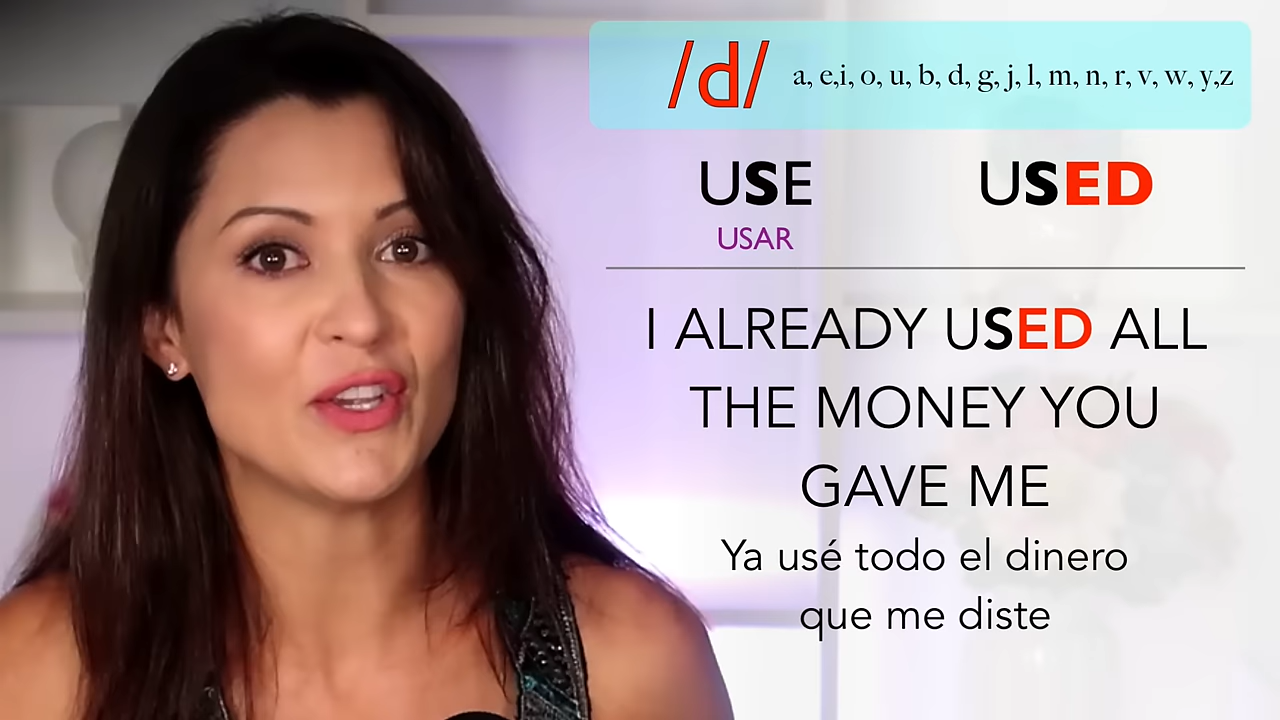 /d/ a, e,i, o, u, b, d, g, j, l, m, n, r, v, w, y,z
USE USED
USAR
I ALREADY USED ALL
THE MONEY YOU
GAVE ME
Ya usé todo el dinero
que me diste